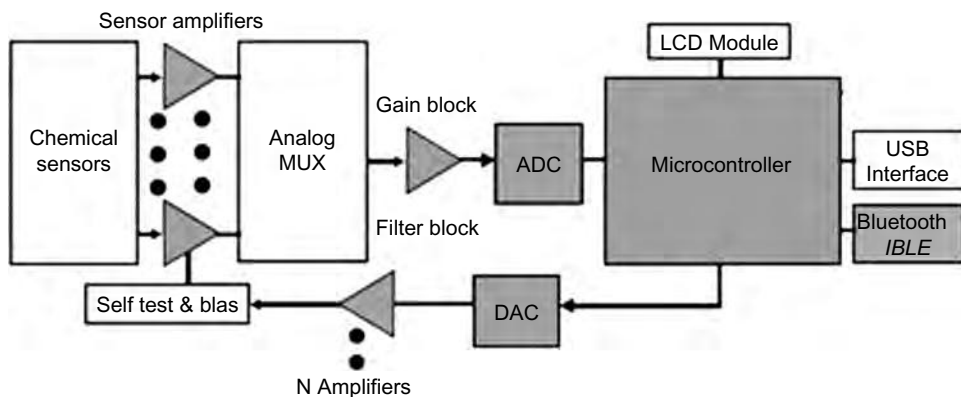 Sensor amplifiers
LCD Module
Chemical
sensors
Analog
MUX
Gain block
ADC
Microcontroller
USB
Interface
Filter block
Bluetooth
IBLE
Self test & blas
DAC
N Amplifiers